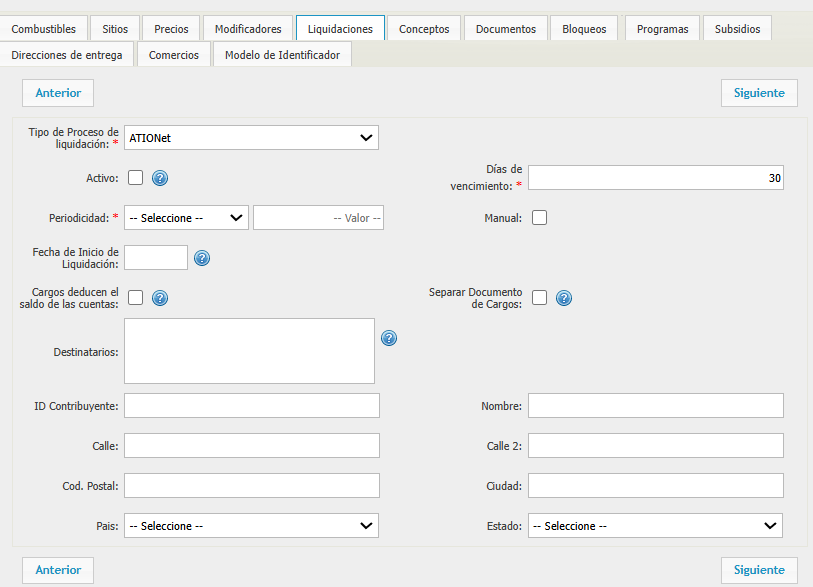 Combustibles Sitios Precios Modificadores Liquidaciones Conceptos Documentos Bloqueos Programas Subsidios
Direcciones de entrega Comercios Modelo de Identificador
Anterior Siguiente
Tipo de Proceso de
liquidación: * ATIONet
Activo: ?
Días de
vencimiento: * 30
Periodicidad: * -- Seleccione -- -- Valor --
Manual:
Fecha de Inicio de
Liquidación: ?
Cargos deducen el
saldo de las cuentas: ?
Separar Documento
de Cargos: ?
Destinatarios: ?
ID Contribuyente: Nombre:
Calle: Calle 2:
Cod. Postal: Ciudad:
Pais: -- Seleccione -- Estado: -- Seleccione --
Anterior Siguiente